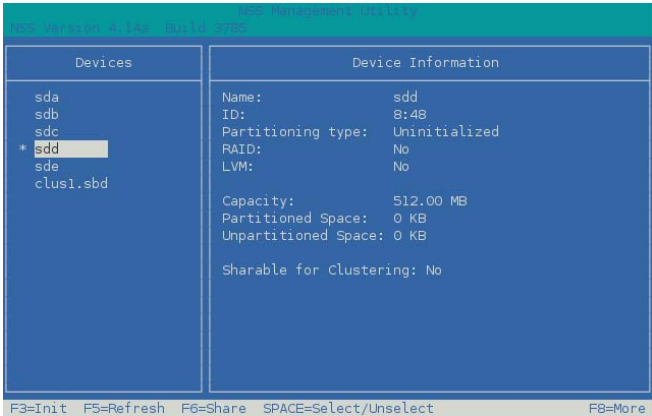 NSS Management Utility
NSS Version 4.14a Build 3785
Devices
sda
sdb
sdc
* sdd
sde
clus1.sbd
Device Information
Name: sdd
ID: 8:48
Partitioning type: Uninitialized
RAID: No
LVM: No
Capacity: 512.00 MB
Partitioned Space: 0 KB
Unpartitioned Space: 0 KB
Sharable for Clustering: No
F3=Init F5=Refresh F6=Share SPACE=Select/Unselect F8=More